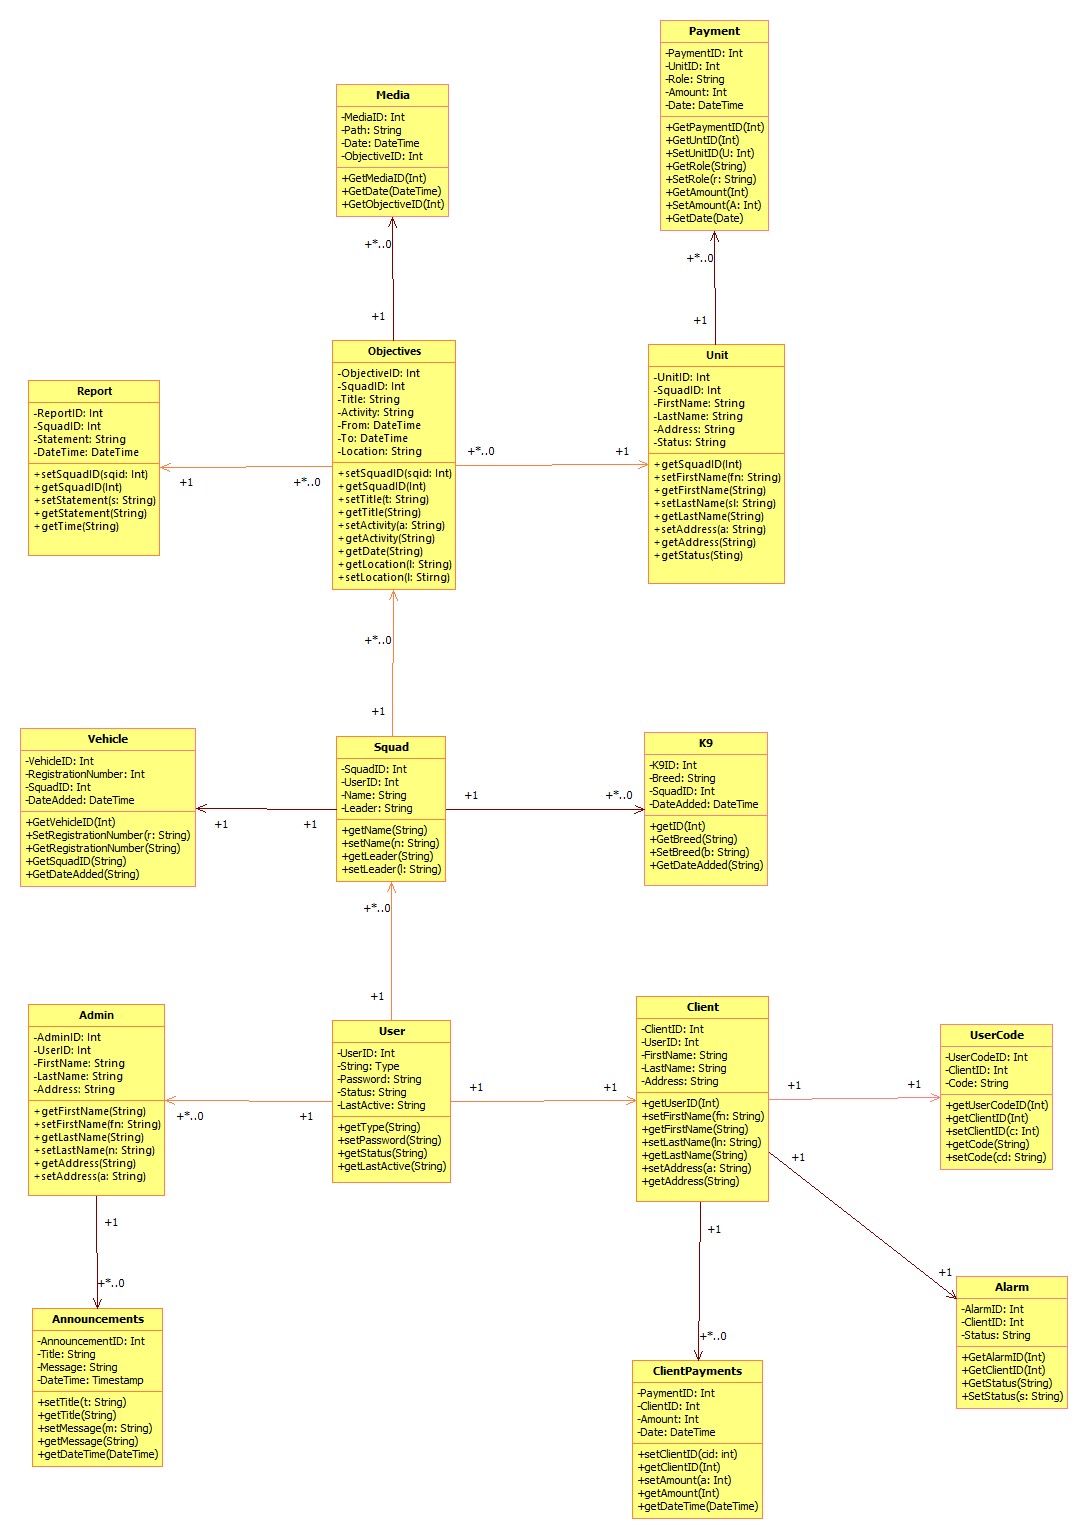 Payment
-PaymentID: Int
-UnitID: Int
-Role: String
-Amount: Int
-Date: DateTime
+GetPaymentID(Int)
+GetUntID(Int)
+SetUnitID(U: Int)
+GetRole(String)
+SetRole(r: String)
+GetAmount(Int)
+SetAmount(A: Int)
+GetDate(Date)
Media
-MediaID: Int
-Path: String
-Date: DateTime
-ObjectiveID: Int
+GetMediaID(Int)
+GetDate(DateTime)
+GetObjectiveID(Int)
+*..0
+1
+*..0
+1
Objectives
-ObjectiveID: Int
-SquadID: Int
-Title: String
-Activity: String
-From: DateTime
-To: DateTime
-Location: String
+setSquadID(sqid: Int)
+getSquadID(Int)
+setTitle(t: String)
+getTitle(String)
+setActivity(a: String)
+getActivity(String)
+getDate(String)
+getLocation(l: String)
+setLocation(l: Stirng)
Unit
-UnitID: Int
-SquadID: Int
-FirstName: String
-LastName: String
-Address: String
-Status: String
+getSquadID(Int)
+setFirstName(fn: String)
+getFirstName(String)
+setLastName(sl: String)
+getLastName(String)
+setAddress(a: String)
+getAddress(String)
+getStatus(Sting)
Report
-ReportID: Int
-SquadID: Int
-Statement: String
-DateTime: DateTime
+setSquadID(sqid: Int)
+getSquadID(Int)
+setStatement(s: String)
+getStatement(String)
+getTime(String)
+1
+*..0
+*..0
+1
+*..0
+1
Vehicle
-VehicleID: Int
-RegistrationNumber: Int
-SquadID: Int
-DateAdded: DateTime
+GetVehicleID(Int)
+SetRegistrationNumber(r: String)
+GetRegistrationNumber(String)
+GetSquadID(String)
+GetDateAdded(String)
+1
+1
Squad
-SquadID: Int
-UserID: Int
-Name: String
-Leader: String
+getName(String)
+setName(n: String)
+getLeader(String)
+setLeader(l: String)
+1
+*..0
K9
-K9ID: Int
-Breed: String
-SquadID: Int
-DateAdded: DateTime
+getID(Int)
+GetBreed(String)
+SetBreed(b: String)
+GetDateAdded(String)
+*..0
+1
Admin
-AdminID: Int
-UserID: Int
-FirstName: String
-LastName: String
-Address: String
+getFirstName(String)
+setFirstName(fn: String)
+getLastName(String)
+setLastName(n: String)
+getAddress(String)
+setAddress(a: String)
+*..0
+1
User
-UserID: Int
-String: Type
-Password: String
-Status: String
-LastActive: String
+getType(String)
+setPassword(String)
+getStatus(String)
+getLastActive(String)
+1
+1
Client
-ClientID: Int
-UserID: Int
-FirstName: String
-LastName: String
-Address: String
+getUserID(Int)
+setFirstName(fn: String)
+getFirstName(String)
+setLastName(ln: String)
+getLastName(String)
+setAddress(a: String)
+getAddress(String)
+1
+1
UserCode
-UserCodeID: Int
-ClientID: Int
-Code: String
+getUserCodeID(Int)
+getClientID(Int)
+setClientID(c: Int)
+getCode(String)
+setCode(cd: String)
+1
+1
+1
+*..0
+1
+*..0
Announcements
-AnnouncementID: Int
-Title: String
-Message: String
-DateTime: Timestamp
+setTitle(t: String)
+getTitle(String)
+setMessage(m: String)
+getMessage(String)
+getDateTime(DateTime)
ClientPayments
-PaymentID: Int
-ClientID: Int
-Amount: Int
-Date: DateTime
+setClientID(cid: int)
+getClientID(Int)
+setAmount(a: Int)
+getAmount(Int)
+getDateTime(DateTime)
Alarm
-AlarmID: Int
-ClientID: Int
-Status: String
+GetAlarmID(Int)
+GetClientID(Int)
+GetStatus(String)
+SetStatus(s: String)